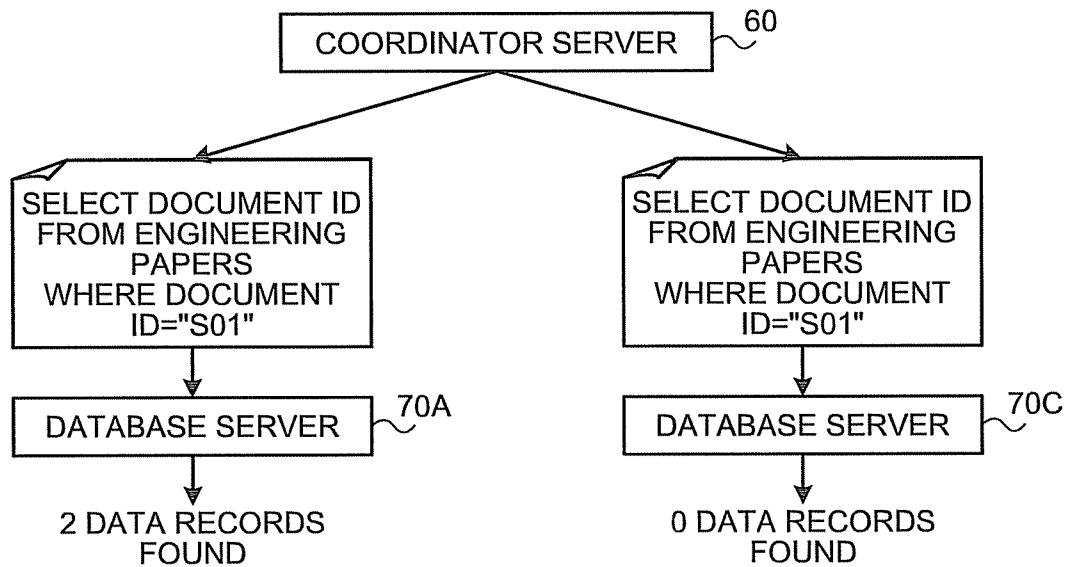 COORDINATOR SERVER
60
SELECT DOCUMENT ID
FROM ENGINEERING
PAPERS
WHERE DOCUMENT
ID="S01"
SELECT DOCUMENT ID
FROM ENGINEERING
PAPERS
WHERE DOCUMENT
ID="S01"
DATABASE SERVER
70A
DATABASE SERVER
70C
2 DATA RECORDS
FOUND
0 DATA RECORDS
FOUND